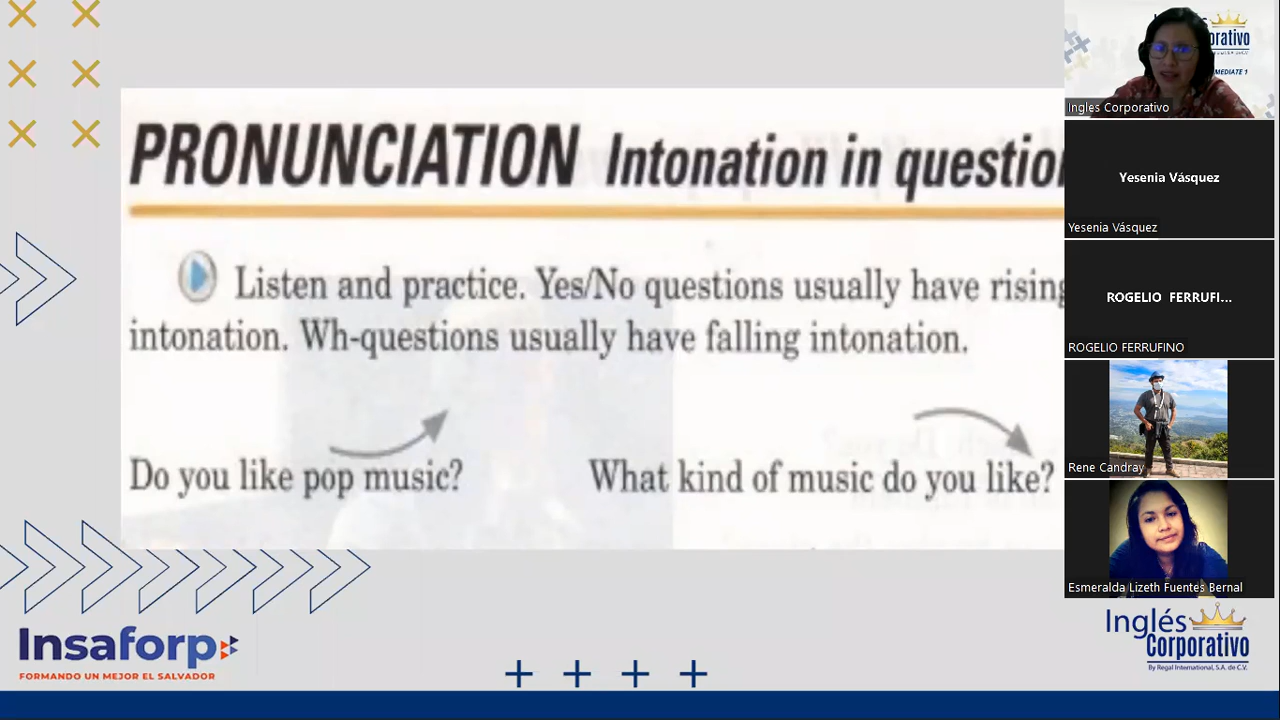 PRONUNCIATION Intonation in questio
Listen and practice. Yes/No questions usually have rising
intonation. Wh-questions usually have falling intonation.
Do you like pop music?
What kind of music do you like?
Insaforp
FORMANDO UN MEJOR EL SALVADOR
orativo
MEDIATE 1
Ingles Corporativo
Yesenia Vásquez
Yesenia Vásquez
ROGELIO FERRUFI...
ROGELIO FERRUFINO
Rene Candray
Esmeralda Lizeth Fuentes Bernal
Inglés
Corporativo
By Regal International, S.A. de C.V.